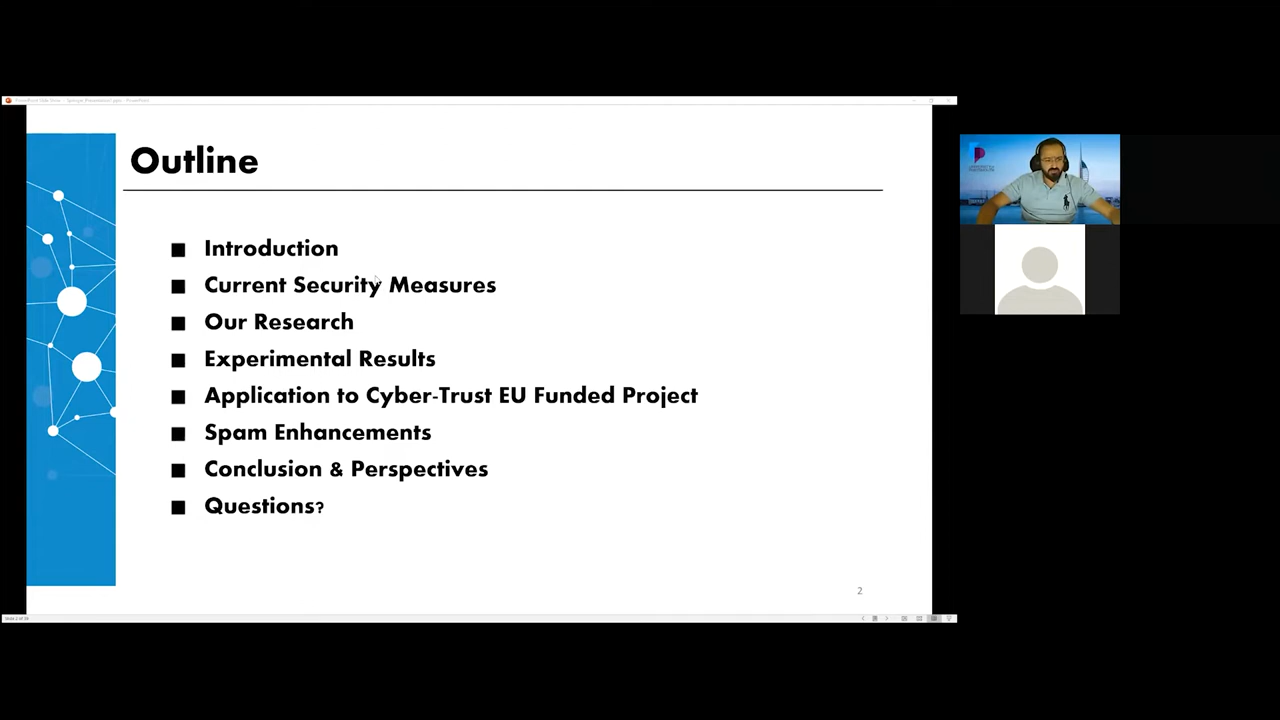 Outline
Introduction
Current Security Measures
Our Research
Experimental Results
Application to Cyber-Trust EU Funded Project
Spam Enhancements
Conclusion & Perspectives
Questions?
2